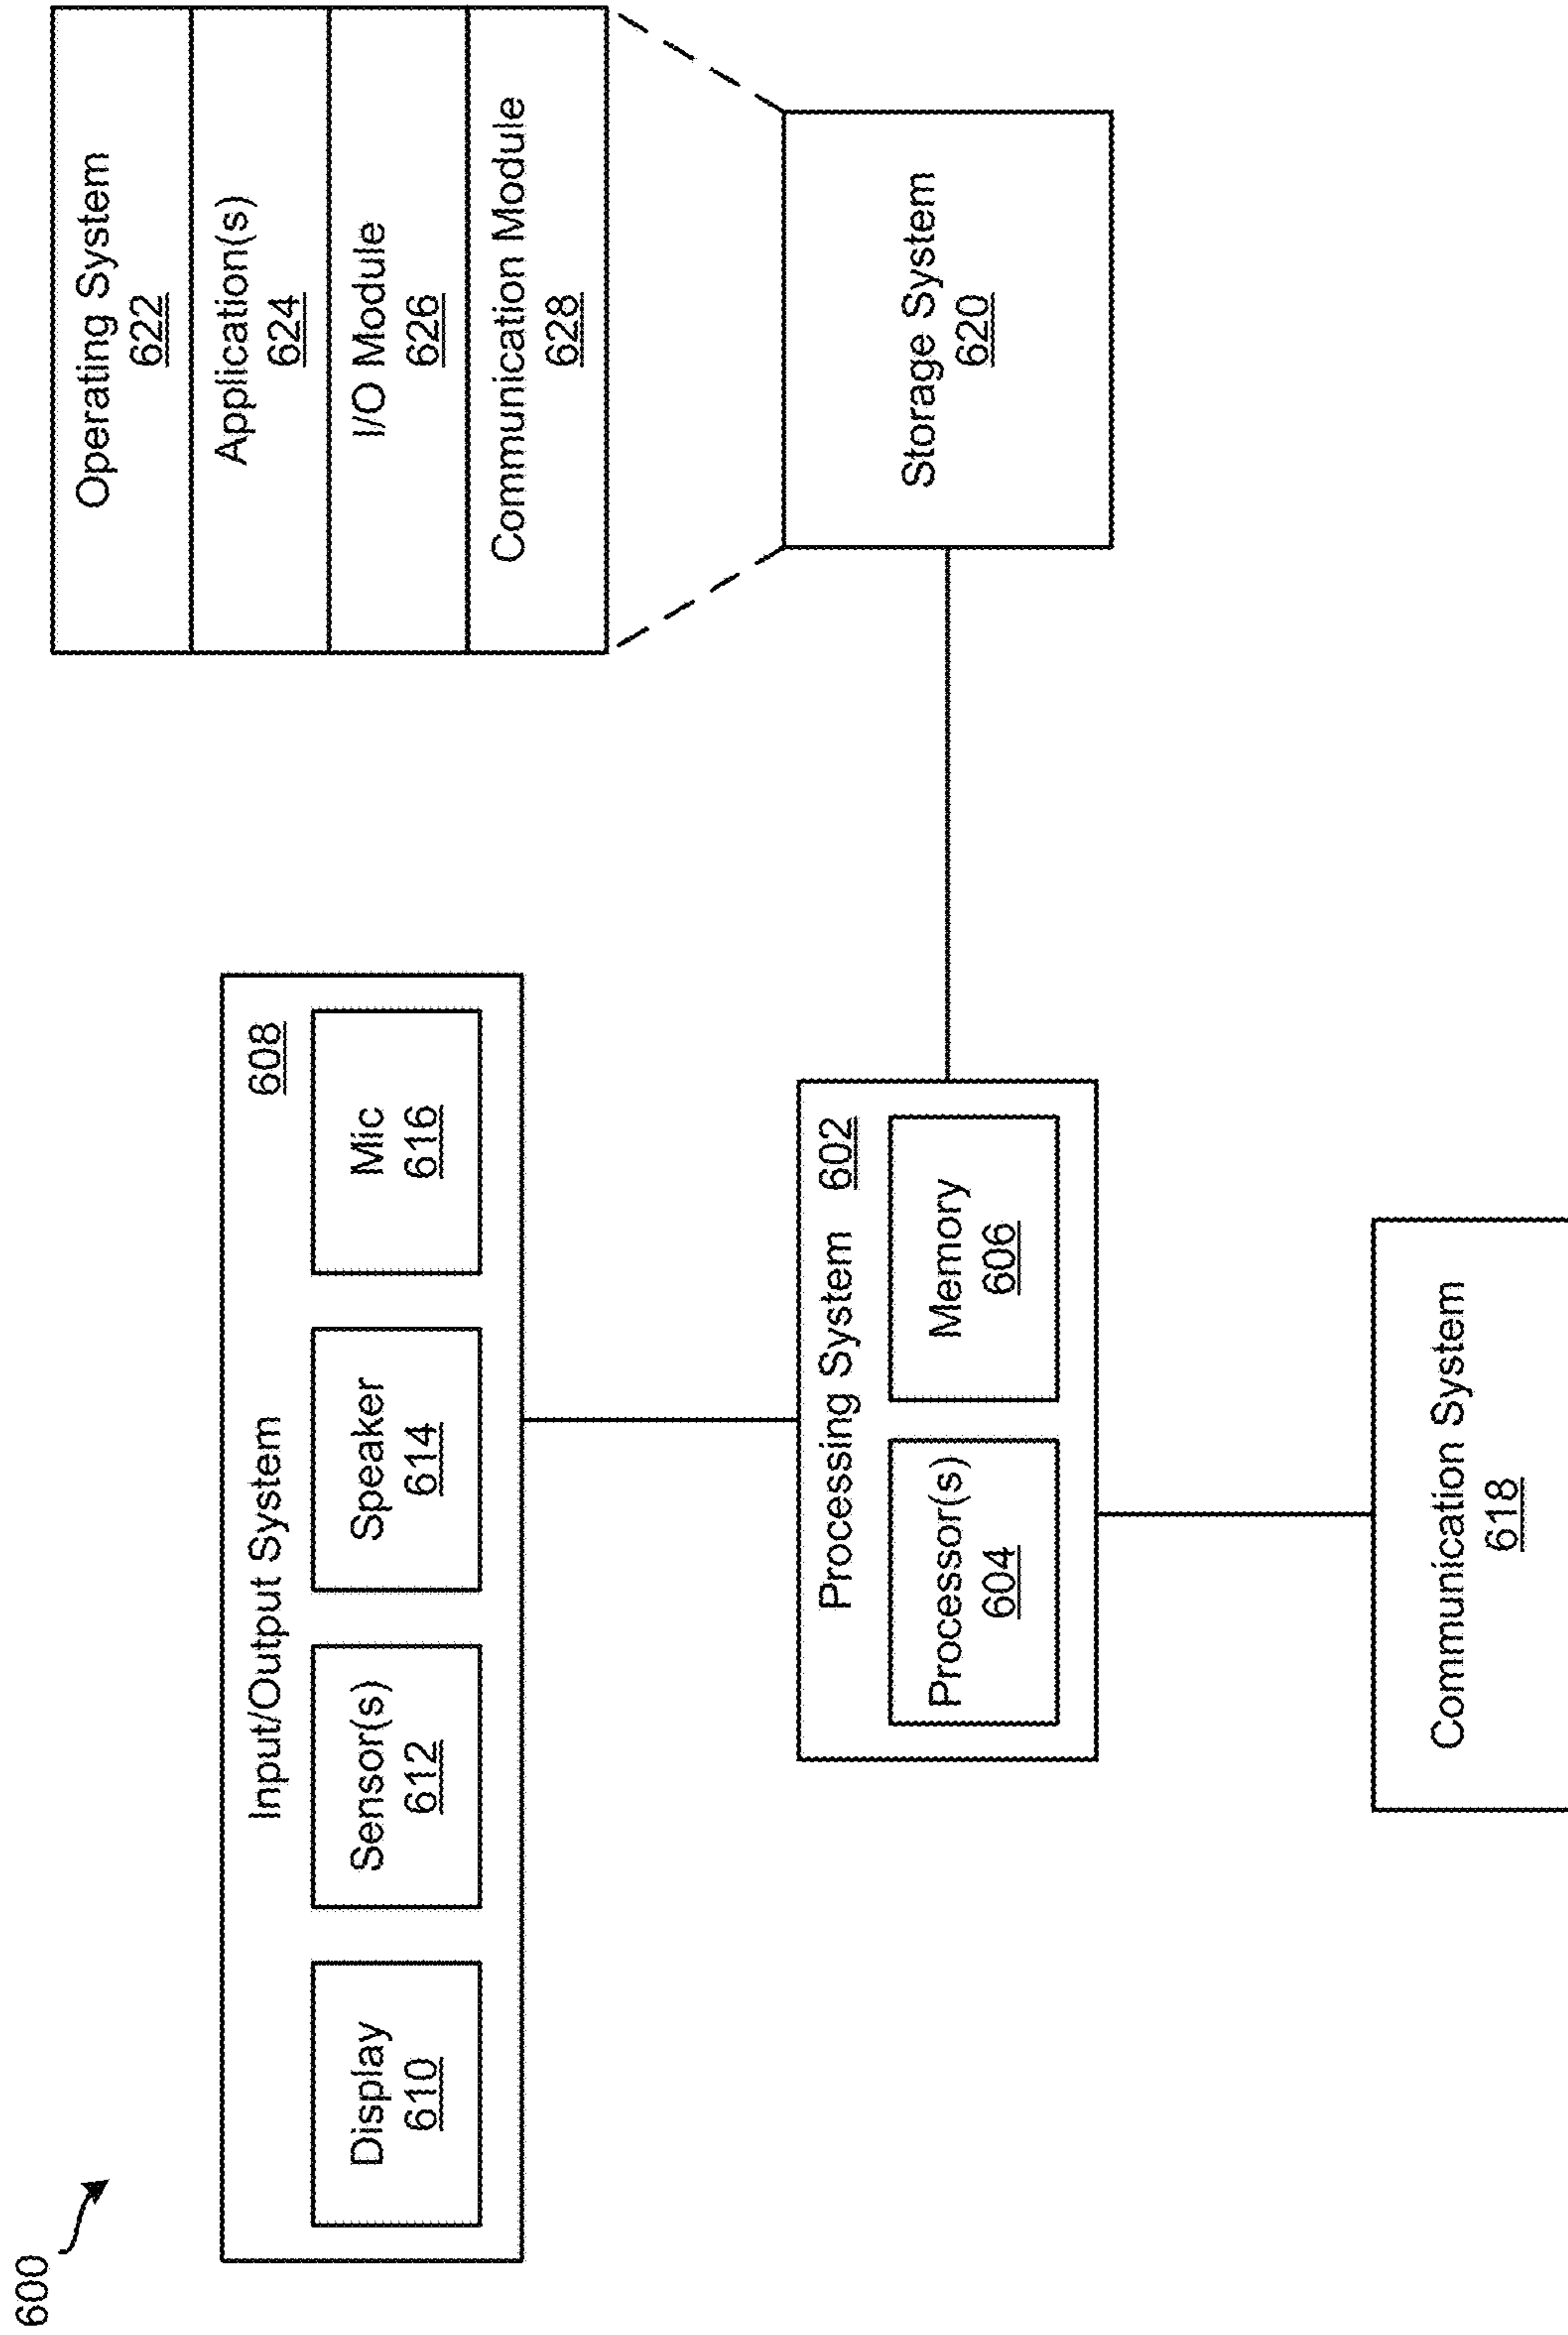 600
Input/Output System
608
Display
610
Sensor(s)
612
Speaker
614
Mic
616
Processing System
602
Processor(s)
604
Memory
606
Communication System
618
Operating System
622
Application(s)
624
I/O Module
626
Communication Module
628
Storage System
620